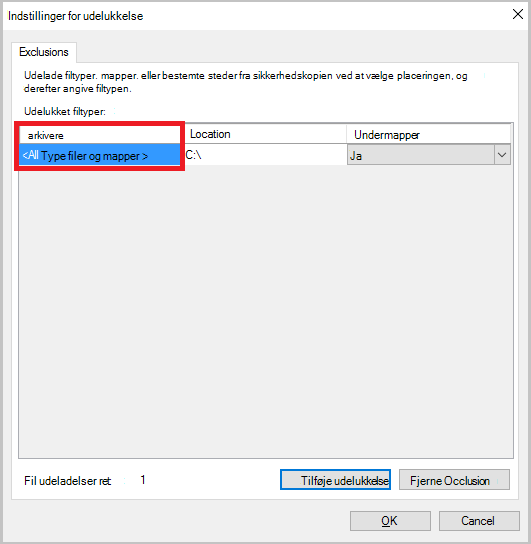 Indstillinger for udelukkelse
Exclusions
Udelade filtyper. mapper. eller bestemte steder fra sikkerhedskopien ved at vælge placeringen, og
derefter angive filtypen.
Udelukket filtyper:
arkivere Location Undermapper
<All Type filer og mapper > C:\ Ja
Fil udeladelser ret 1 Tilføje udelukkelse Fjerne Occlusion
OK Cancel